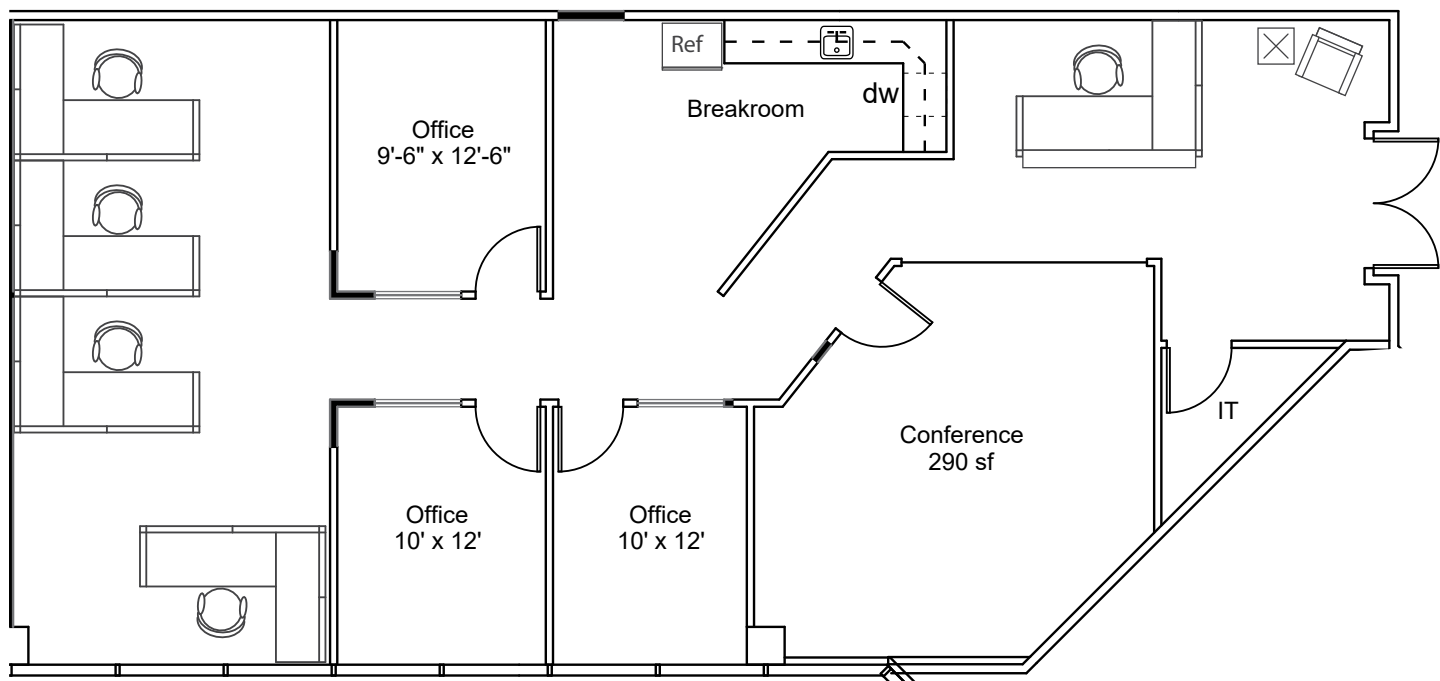 Ref
dw
Breakroom
Office
9'-6" x 12'-6"
IT
Conference
290 sf
Office
10' x 12'
Office
10' x 12'